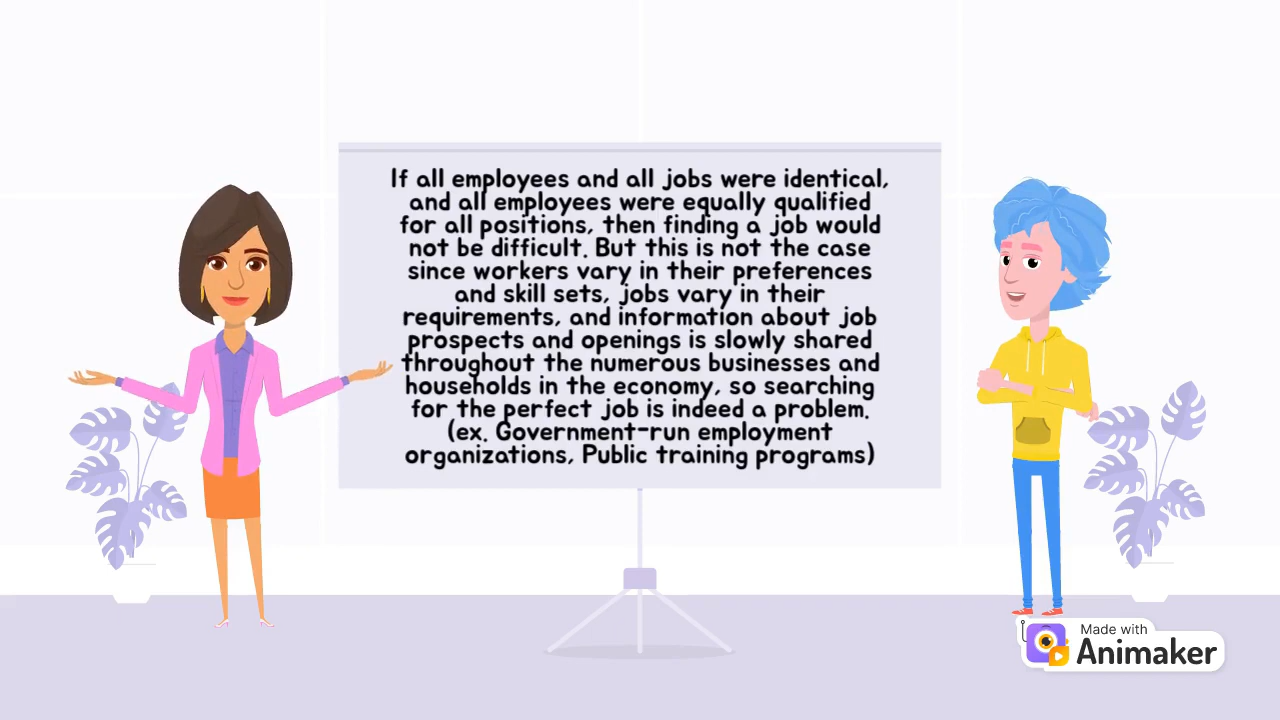 If all employees and all jobs were identical,
and all employees were equally qualified
for all positions, then finding a job would
not be difficult. But this is not the case
since workers vary in their preferences
and skill sets, jobs vary in their
requirements, and information about job
prospects and openings is slowly shared
throughout the numerous businesses and
households in the economy, so searching
for the perfect job is indeed a problem.
(ex. Government-run employment
organizations, Public training programs)
Made with
Animaker